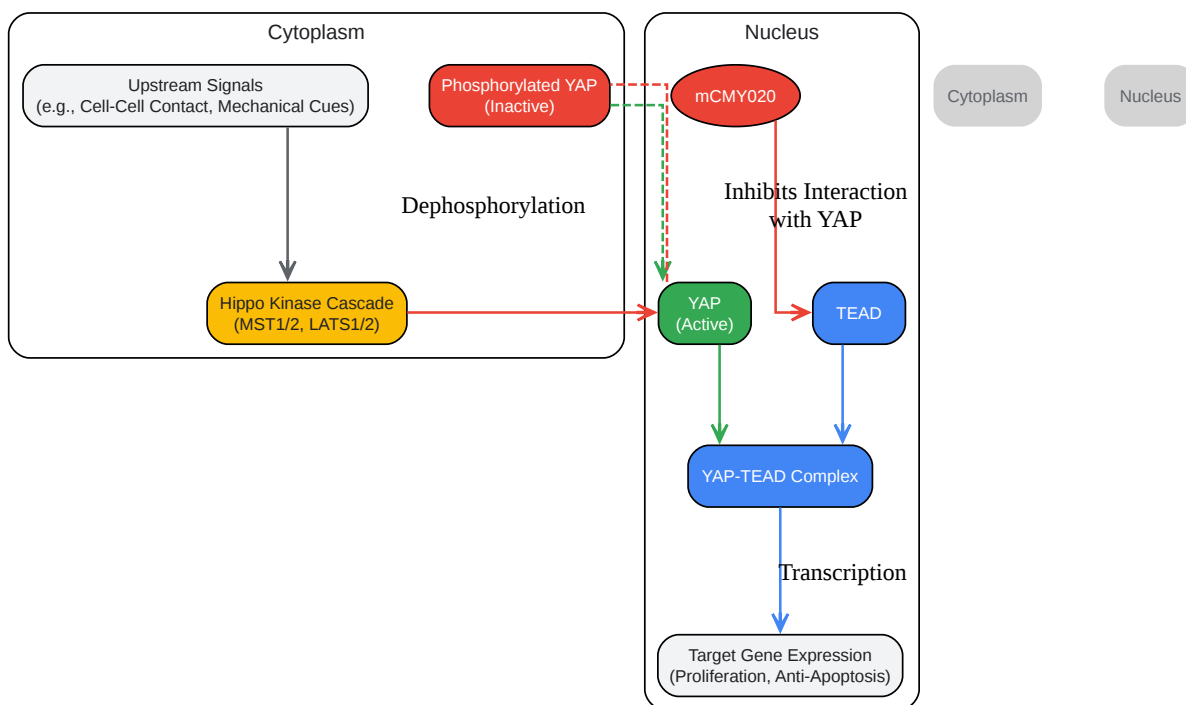 Cytoplasm
Nucleus
Upstream Signals
(e.g., Cell-Cell Contact, Mechanical Cues)
Phosphorylated YAP
(Inactive)
mCMY020
Cytoplasm
Nucleus
Dephosphorylation
Inhibits Interaction
with YAP
Hippo Kinase Cascade
(MST1/2, LATS1/2)
YAP
(Active)
TEAD
YAP-TEAD Complex
Transcription
Target Gene Expression
(Proliferation, Anti-Apoptosis)